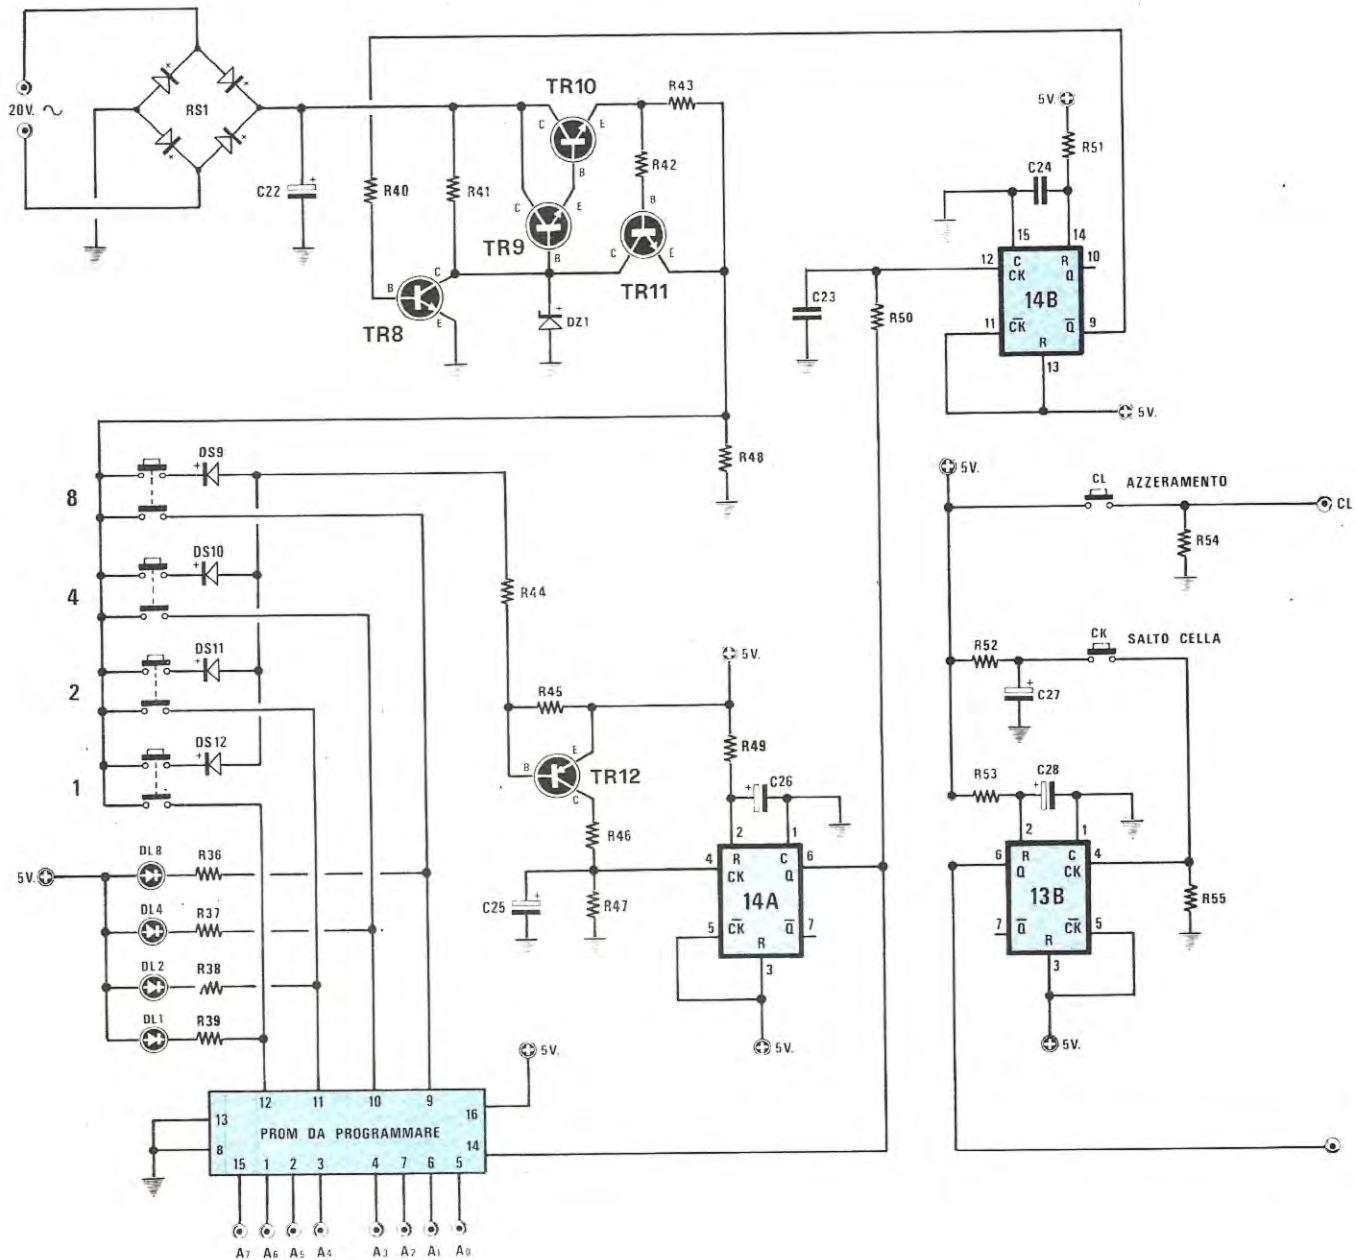 TR10
R43
5V.
20V. ~
RS1
C
E
B
R51
C22
R40
R41
R42
C24
TR9
C
E
B
B
C
E
TR11
15
14
12
C
R
10
CK
Q
14B
11
CK
Q
9
R
13
C23
R50
B
C
E
TR8
DZ1
5V.
8
DS9
R48
5V.
CL
AZZERAMENTO
CL
R54
4
DS10
R44
2
DS11
R52
CK
SALTO CELLA
C27
1
DS12
R45
5V.
R49
B
E
C
TR12
C26
R53
C28
R46
2
1
4
R
C
6
CK
Q
14A
5
CK
Q
7
R
3
C25
R47
5V.
2
1
6
R
C
4
Q
CK
13B
7
Q
CK
5
R
3
R55
5V.
5V.
DL8
R36
DL4
R37
DL2
R38
DL1
R39
5V.
12
11
10
9
16
13
PROM DA PROGRAMMARE
14
8
15
1
2
3
4
7
6
5
A7
A6
A5
A4
A3
A2
A1
A0